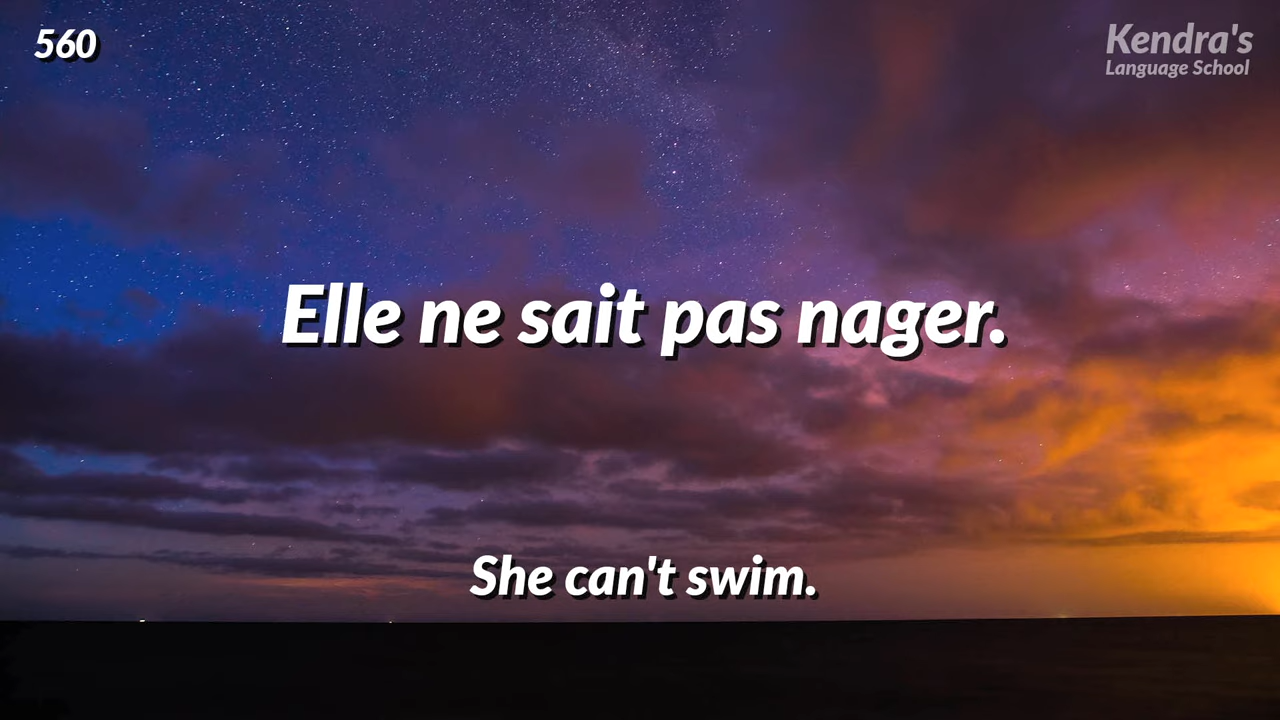 560
Kendra's
Language School
Elle ne sait pas nager.
She can't swim.